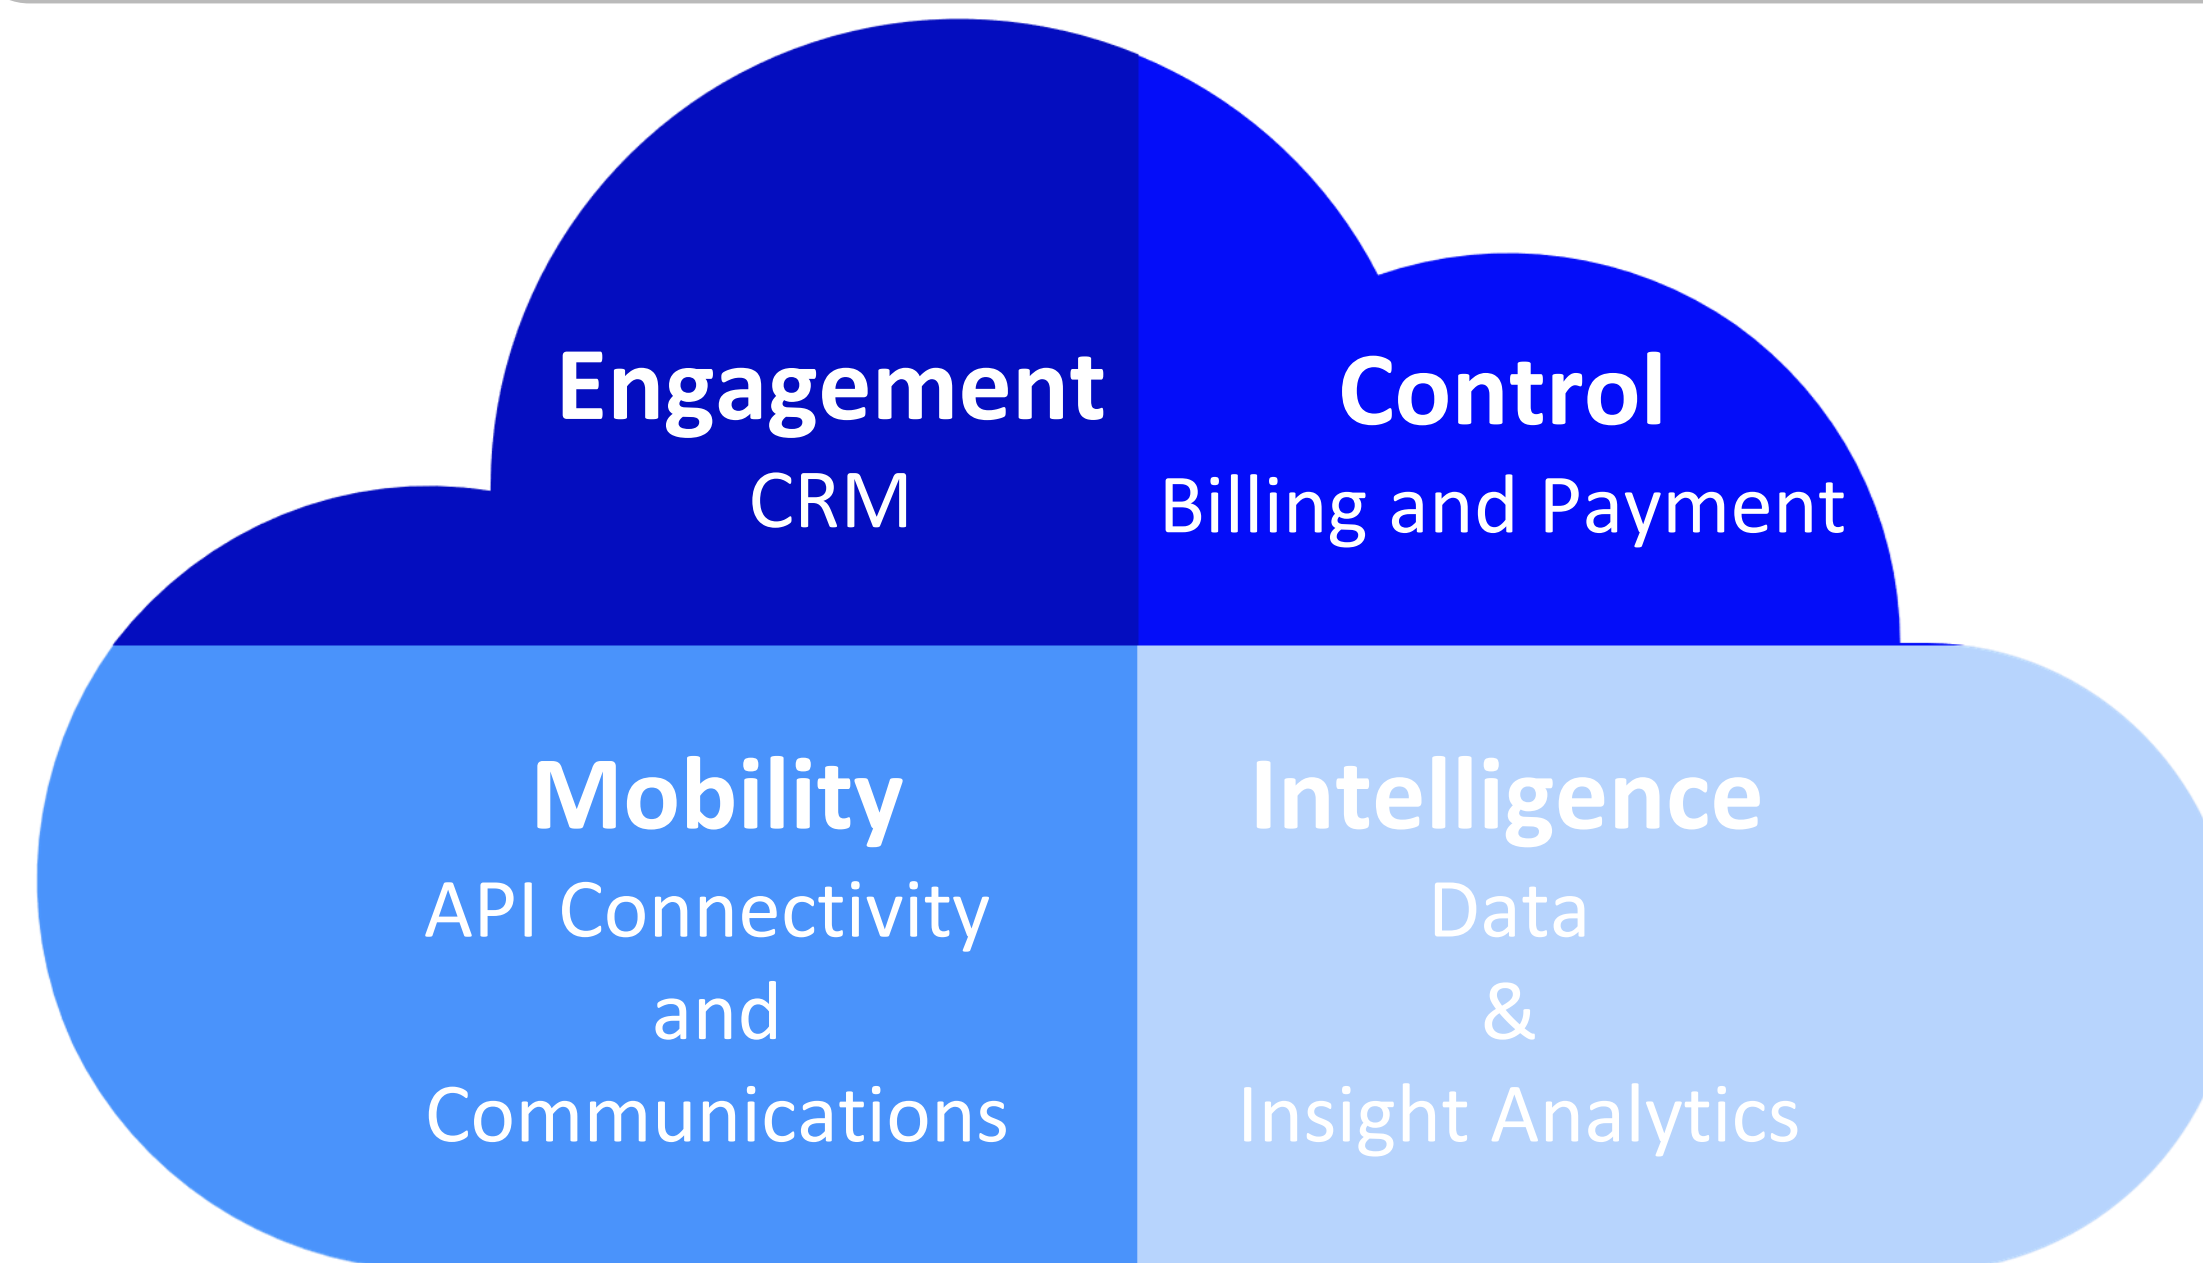 Engagement
CRM
Control
Billing and Payment
Mobility
API Connectivity
and
Communications
Intelligence
Data
&
Insight Analytics